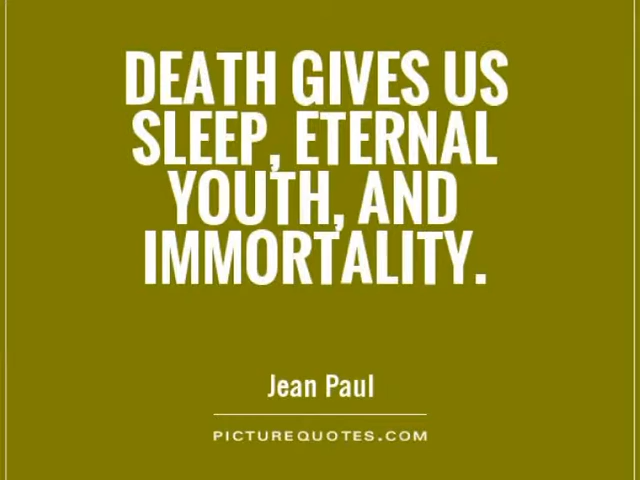 DEATH GIVES US
SLEEP, ETERNAL
YOUTH, AND
IMMORTALITY.
Jean Paul
PICTUREQUOTES.COM